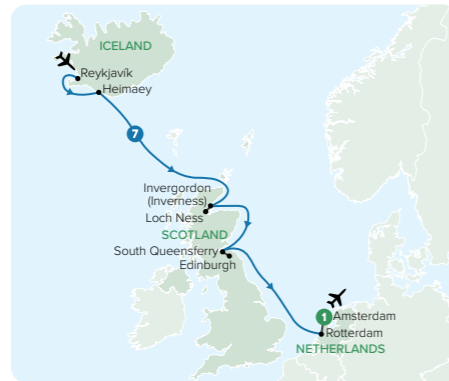 ICELAND
Reykjavík
Heimaey
7
Invergordon
(Inverness)
Loch Ness
SCOTLAND
South Queensferry
Edinburgh
1 Amsterdam
Rotterdam
NETHERLANDS